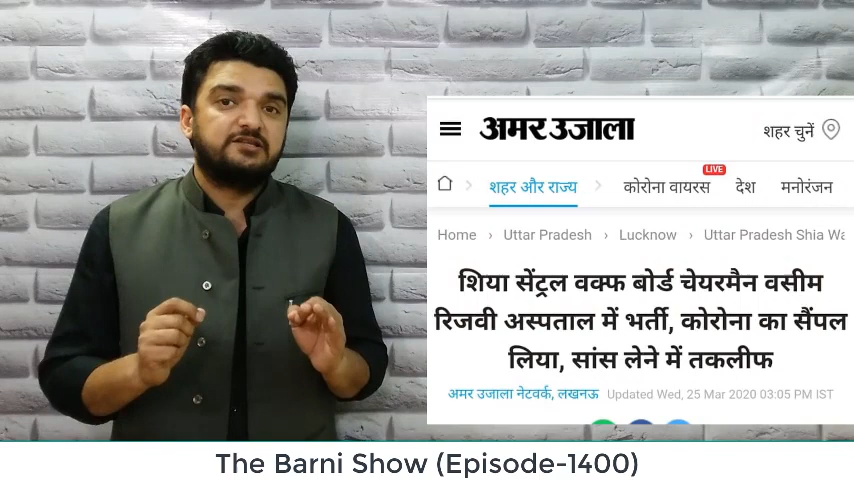 अमर उजाला
शहर चुनें
LIVE
शहर और राज्य
कोरोना वायरस
देश
मनोरंजन
Home › Uttar Pradesh › Lucknow › Uttar Pradesh Shia Wa
शिया सेंट्रल वक्फ बोर्ड चेयरमैन वसीम
रिजवी अस्पताल में भर्ती, कोरोना का सैंपल
लिया, सांस लेने में तकलीफ
अमर उजाला नेटवर्क, लखनऊ Updated Wed, 25 Mar 2020 03:05 PM IST
The Barni Show (Episode-1400)